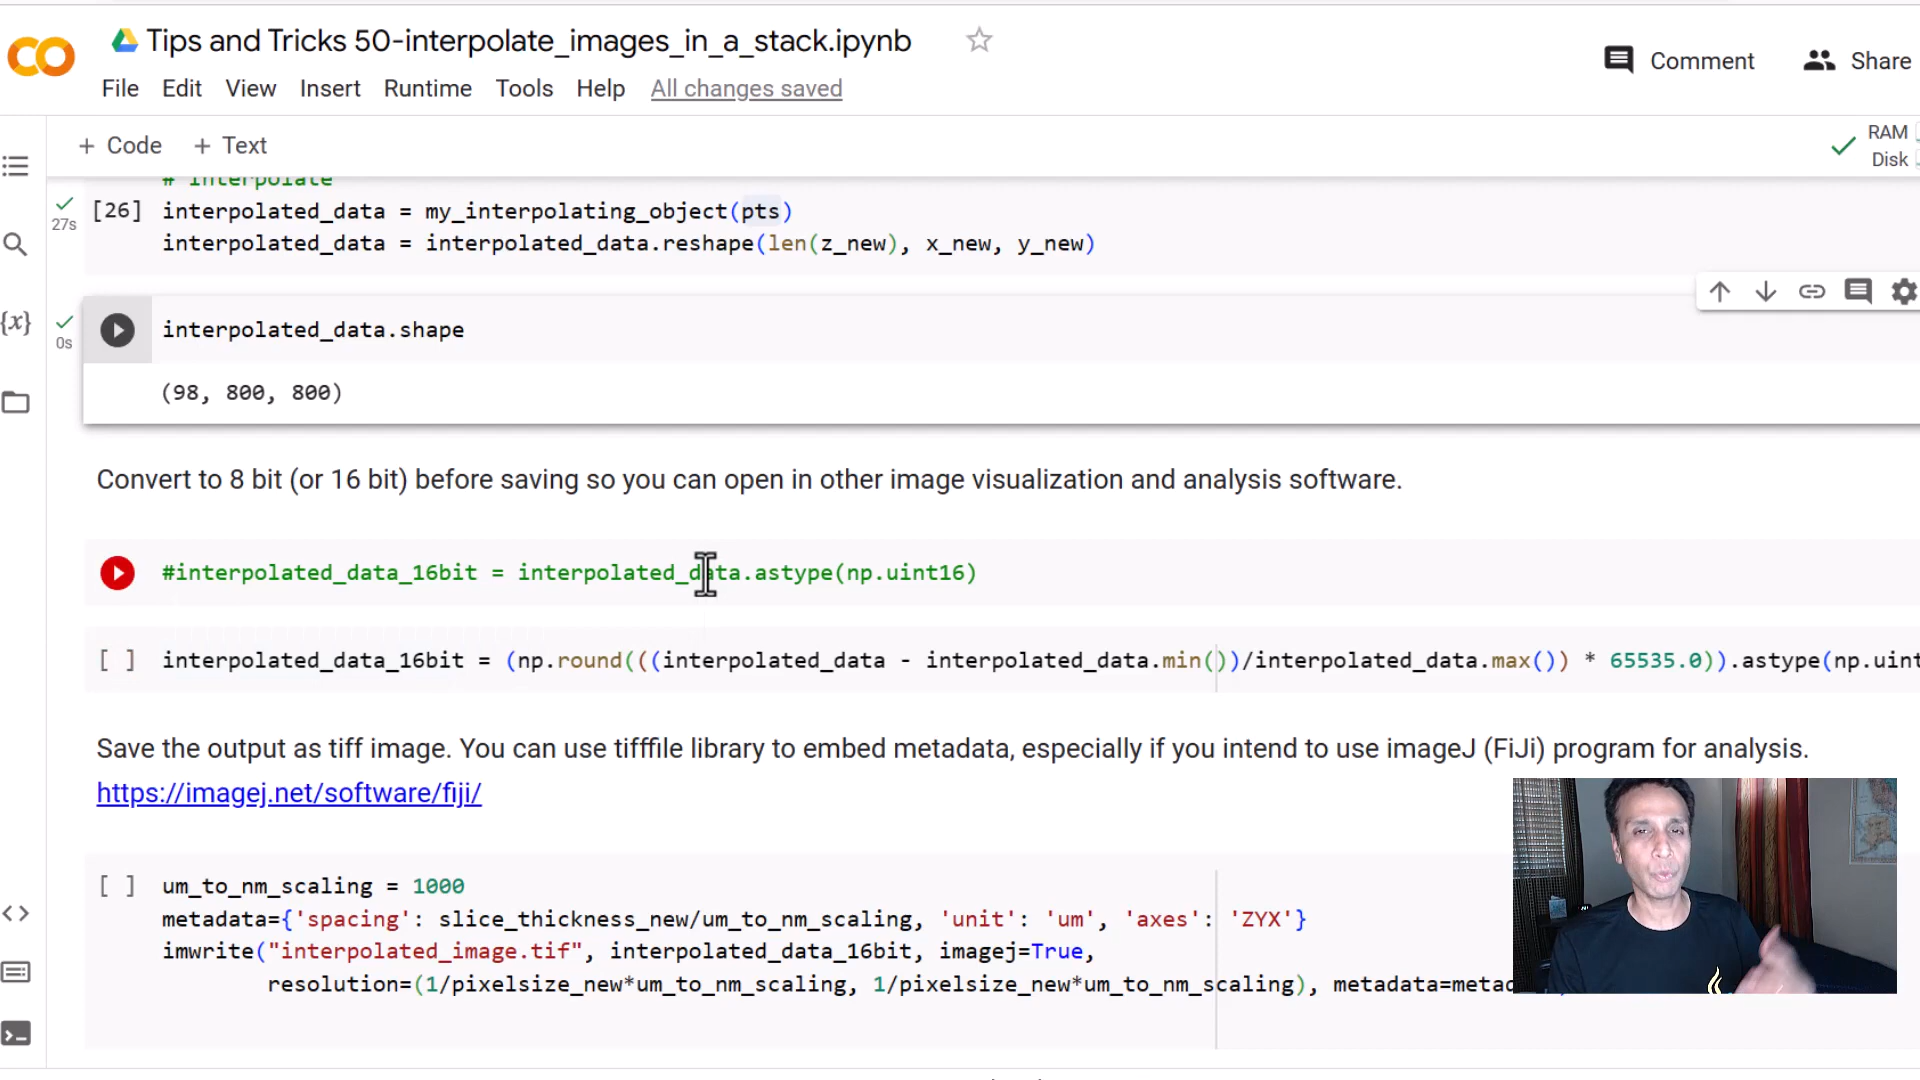 Tips and Tricks 50-interpolate_images_in_a_stack.ipynb
Comment
Share
File Edit View Insert Runtime Tools Help All changes saved
+ Code + Text
RAM
Disk
# Interpolate
27s
[26] interpolated_data = my_interpolating_object(pts)
interpolated_data = interpolated_data.reshape(len(z_new), x_new, y_new)
{x}
0s
interpolated_data.shape
(98, 800, 800)
Convert to 8 bit (or 16 bit) before saving so you can open in other image visualization and analysis software.
#interpolated_data_16bit = interpolated_data.astype(np.uint16)
[ ] interpolated_data_16bit = (np.round(((interpolated_data - interpolated_data.min())/interpolated_data.max()) * 65535.0)).astype(np.uint
Save the output as tiff image. You can use tifffile library to embed metadata, especially if you intend to use imageJ (FiJi) program for analysis.
https://imagej.net/software/fiji/
[ ] um_to_nm_scaling = 1000
metadata={'spacing': slice_thickness_new/um_to_nm_scaling, 'unit': 'um', 'axes': 'ZYX'}
imwrite("interpolated_image.tif", interpolated_data_16bit, imagej=True,
resolution=(1/pixelsize_new*um_to_nm_scaling, 1/pixelsize_new*um_to_nm_scaling), metadata=metad